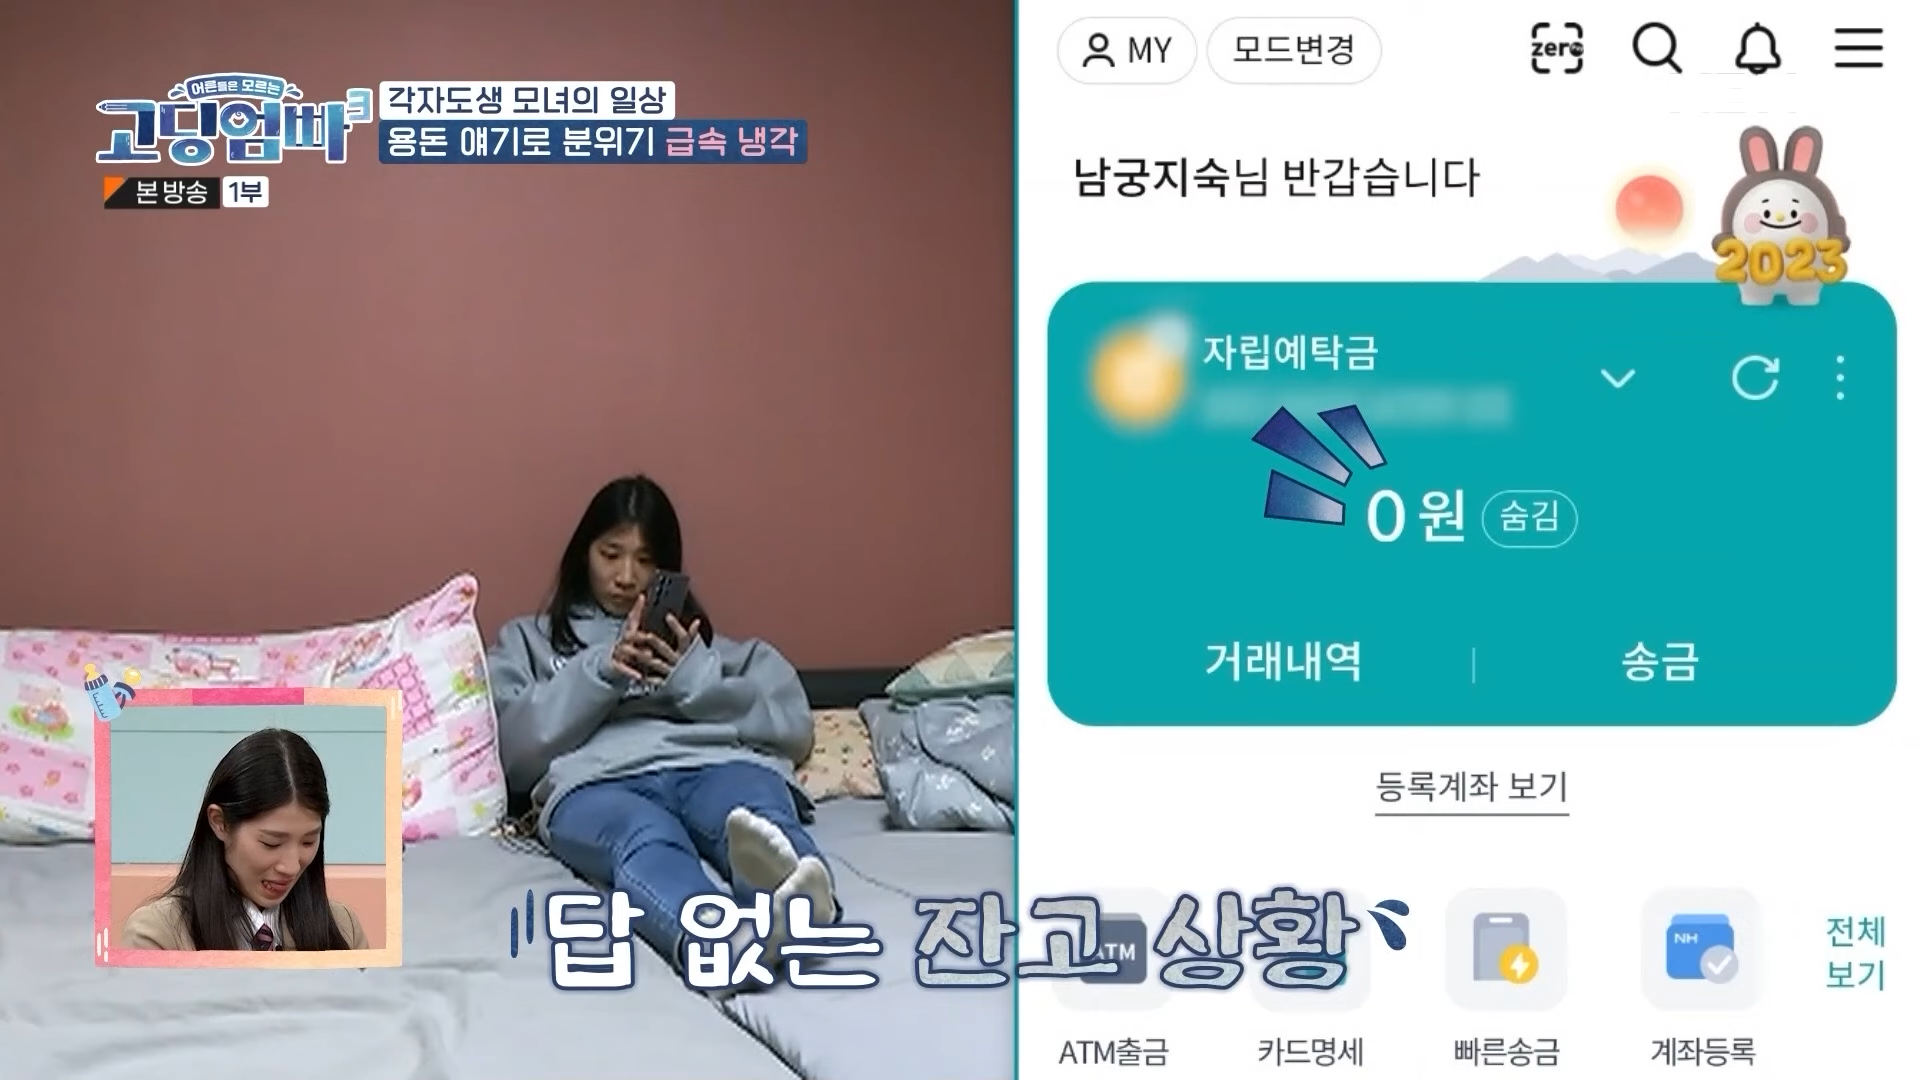 어른들은 모르는
고딩엄빠3
각자도생 모녀의 일상
용돈 얘기로 분위기 급속 냉각
본 방송 1부
MY 모드변경
zero
남궁지숙님 반갑습니다
2023
자립예탁금
0원 숨김
거래내역 송금
등록계좌 보기
답 없는 잔고 상황
ATM
NH
전체
보기
ATM출금 카드명세 빠른송금 계좌등록